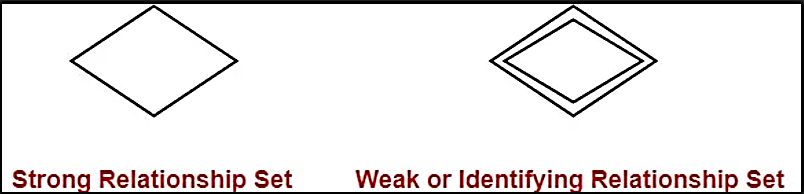 Strong Relationship Set
Weak or Identifying Relationship Set